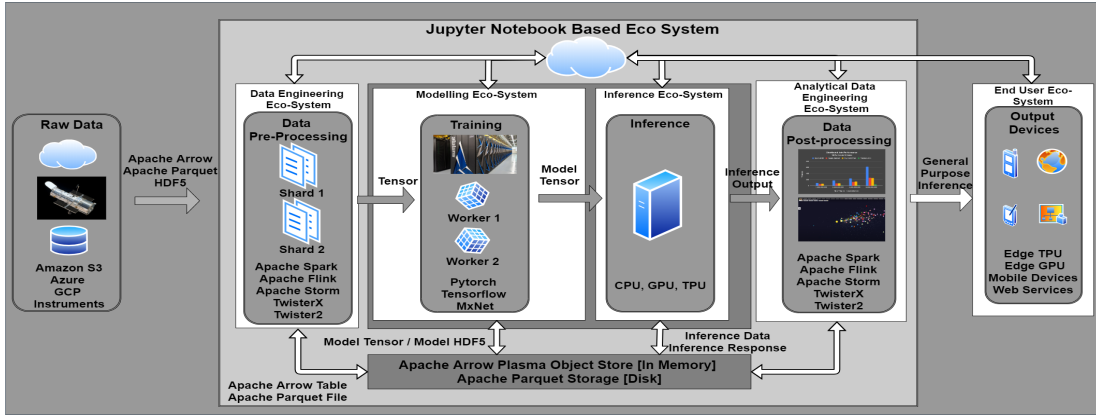 Jupyter Notebook Based Eco System
Raw Data
Amazon S3
Azure
GCP
Instruments
Apache Arrow
Apache Parquet
HDF5
Data Engineering
Eco-System
Data
Pre-Processing
Shard 1
Shard 2
Apache Spark
Apache Flink
Apache Storm
TwisterX
Twister2
Tensor
Modelling Eco-System
Training
Worker 1
Worker 2
Pytorch
Tensorflow
MxNet
Model
Tensor
Inference Eco-System
Inference
CPU, GPU, TPU
Inference
Output
Analytical Data
Engineering
Eco-System
Data
Post-processing
Apache Spark
Apache Flink
Apache Storm
TwisterX
Twister2
General
Purpose
Inference
End User Eco-
System
Output
Devices
Edge TPU
Edge GPU
Mobile Devices
Web Services
Model Tensor / Model HDF5
Inference Data
Inference Response
Apache Arrow Plasma Object Store [In Memory]
Apache Parquet Storage [Disk]
Apache Arrow Table
Apache Parquet File